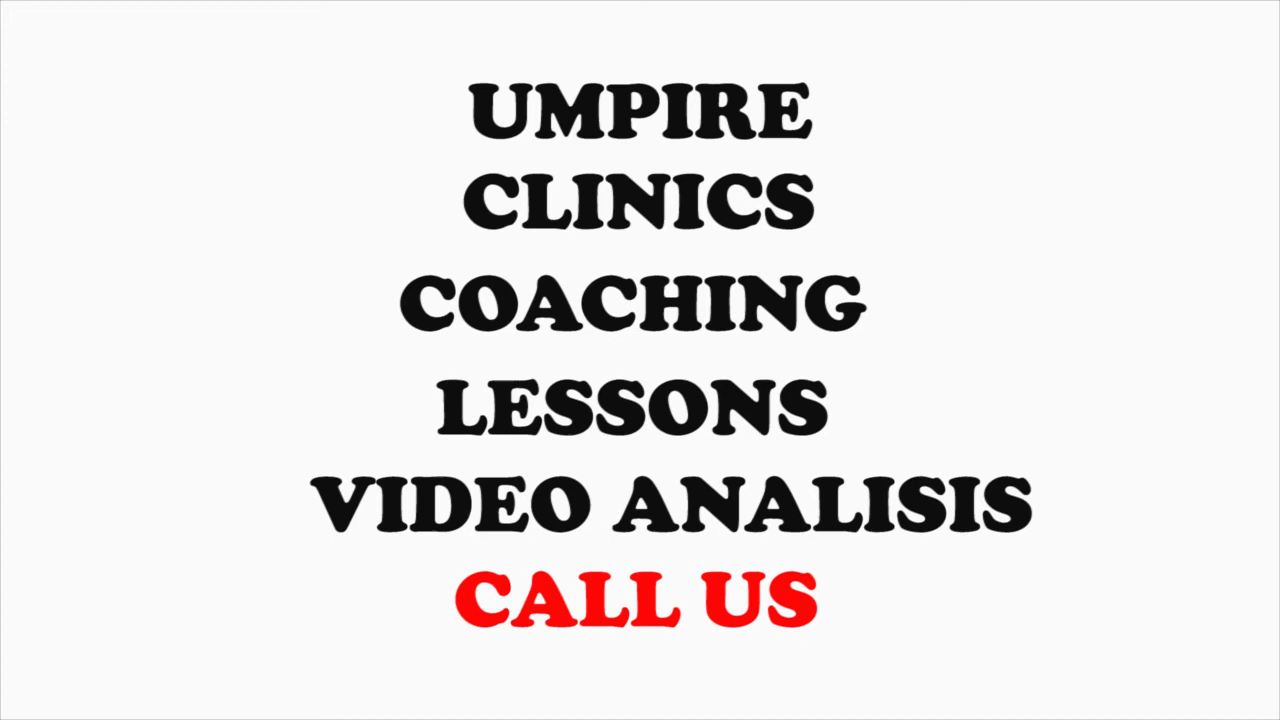 UMPIRE
CLINICS
COACHING
LESSONS
VIDEO ANALISIS
CALL US